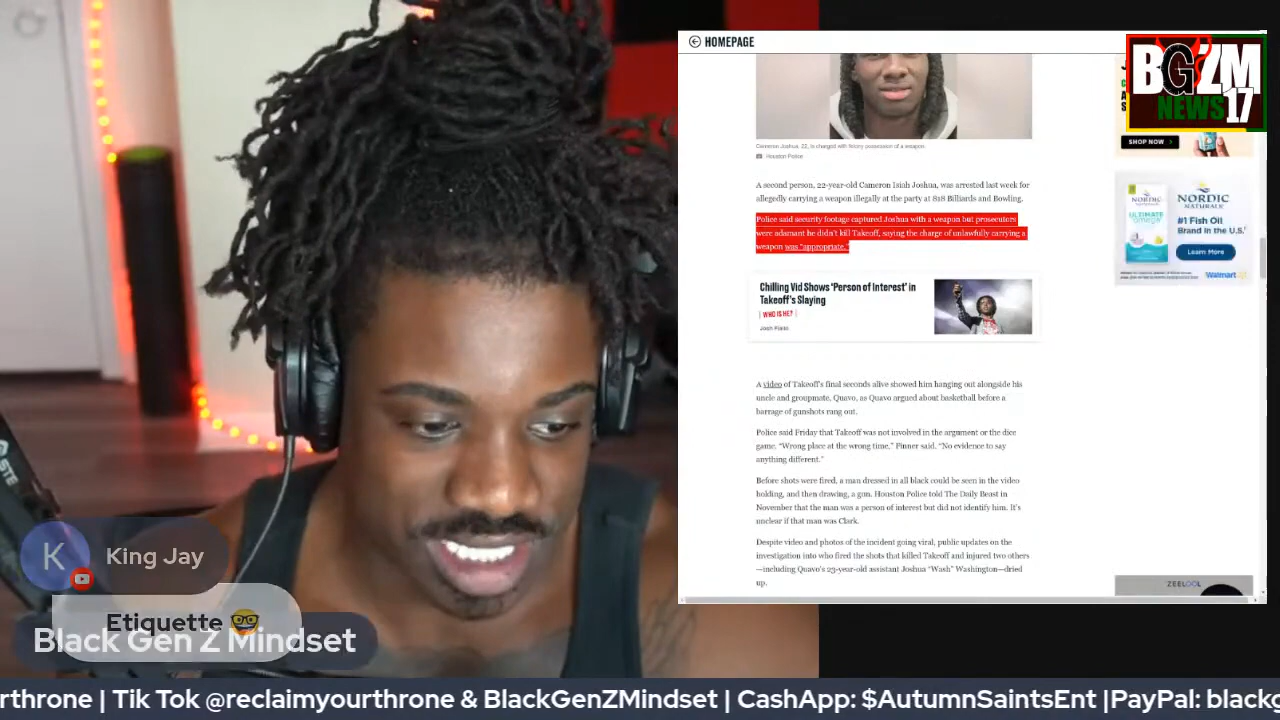 HOMEPAGE
BGZM
NEWS 17
Cameron Joshua, 22, is charged with felony possession of a weapon.
Houston Police
A second person, 22-year-old Cameron Isiah Joshua, was arrested last week for
allegedly carrying a weapon illegally at the party at 818 Billiards and Bowling.
Police said security footage captured Joshua with a weapon but prosecutors
were adamant he didn't kill Takeoff, saying the charge of unlawfully carrying a
weapon was "appropriate."
Chilling Vid Shows 'Person of Interest' in
Takeoff's Slaying
| WHO IS HE? |
Josh Fiallo
A video of Takeoff's final seconds alive showed him hanging out alongside his
uncle and groupmate, Quavo, as Quavo argued about basketball before a
barrage of gunshots rang out.
Police said Friday that Takeoff was not involved in the argument or the dice
game. "Wrong place at the wrong time," Pinner said. "No evidence to say
anything different."
Before shots were fired, a man dressed in all black could be seen in the video
holding, and then drawing, a gun. Houston Police told The Daily Beast in
November that the man was a person of interest but did not identify him. It's
unclear if that man was Clark.
Despite video and photos of the incident going viral, public updates on the
investigation into who fired the shots that killed Takeoff and injured two others
—including Quavo's 23-year-old assistant Joshua "Wash" Washington—dried
up.
SHOP NOW >
NORDIC
NATURALS
ULTIMATE
OMEGA
NORDIC
NATURALS
#1 Fish Oil
Brand in the U.S.
Learn More
Walmart
ZEELOOL
K King Jay
Etiquette 🤓
Black Gen Z Mindset
rthrone | Tik Tok @reclaimyourthrone & BlackGenZMindset | CashApp: $AutumnSaintsEnt |PayPal: blackg